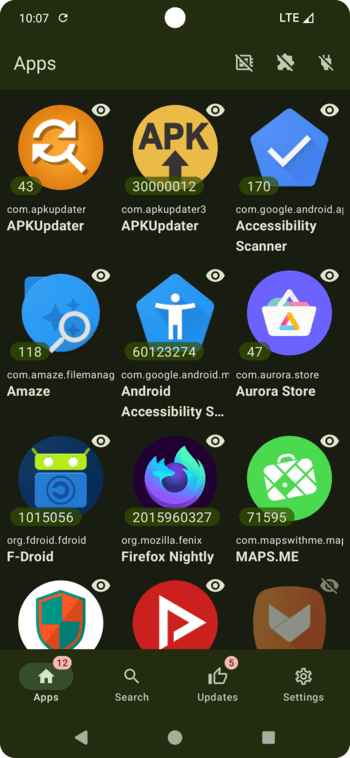 10:07
LTE
Apps
APK
43
30000012
170
com.apkupdater
com.apkupdater3
com.google.android.ap
APKUpdater
APKUpdater
Accessibility
Scanner
118
60123274
47
com.amaze.filemanag
com.google.android.m
com.aurora.store
Amaze
Android
Accessibility S…
Aurora Store
1015056
2015960327
71595
org.fdroid.fdroid
org.mozilla.fenix
com.mapswithme.map
F-Droid
Firefox Nightly
MAPS.ME
12
5
Apps
Search
Updates
Settings